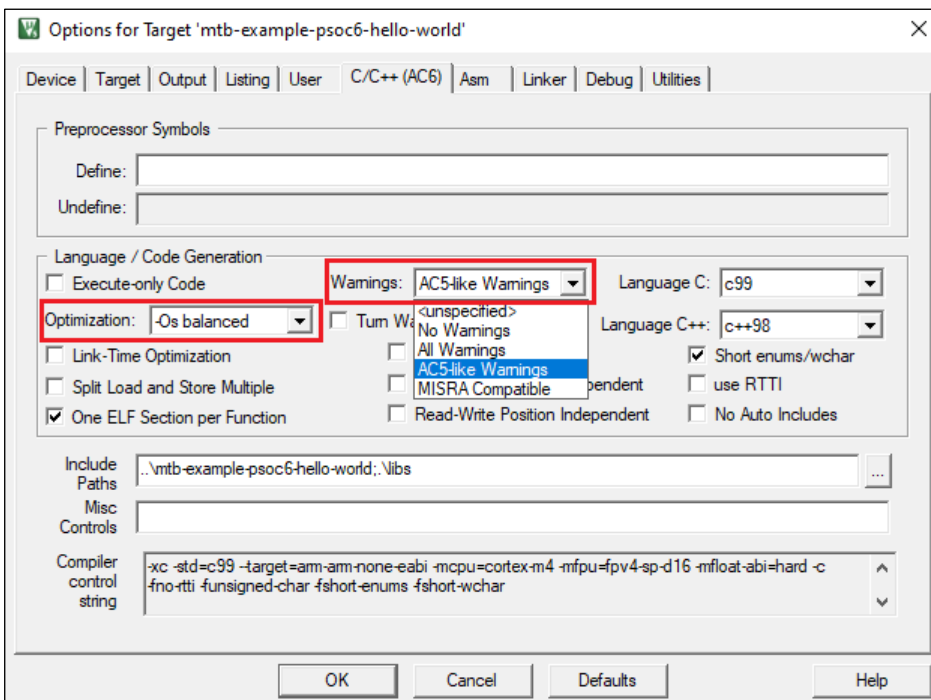 Options for Target 'mtb-example-psoc6-hello-world'
Device Target Output Listing User C/C++ (AC6) Asm Linker Debug Utilities
Preprocessor Symbols
Define:
Undefine:
Language / Code Generation
Execute-only Code Warnings: AC5-like Warnings Language C: c99
<unspecified>
Optimization: -Os balanced Turn Wa No Warnings Language C++: c++98
Link-Time Optimization All Warnings Short enums/wchar
AC5-like Warnings
Split Load and Store Multiple MISRA Compatible pendent use RTTI
One ELF Section per Function Read-Write Position Independent No Auto Includes
Include
Paths
..\mtb-example-psoc6-hello-world;.\libs
...
Misc
Controls
Compiler
control
string
-xc -std=c99 --target=arm-arm-none-eabi -mcpu=cortex-m4 -mfpu=fpv4-sp-d16 -mfloat-abi=hard -c
-fno-rtti -funsigned-char -fshort-enums -fshort-wchar
OK Cancel Defaults Help